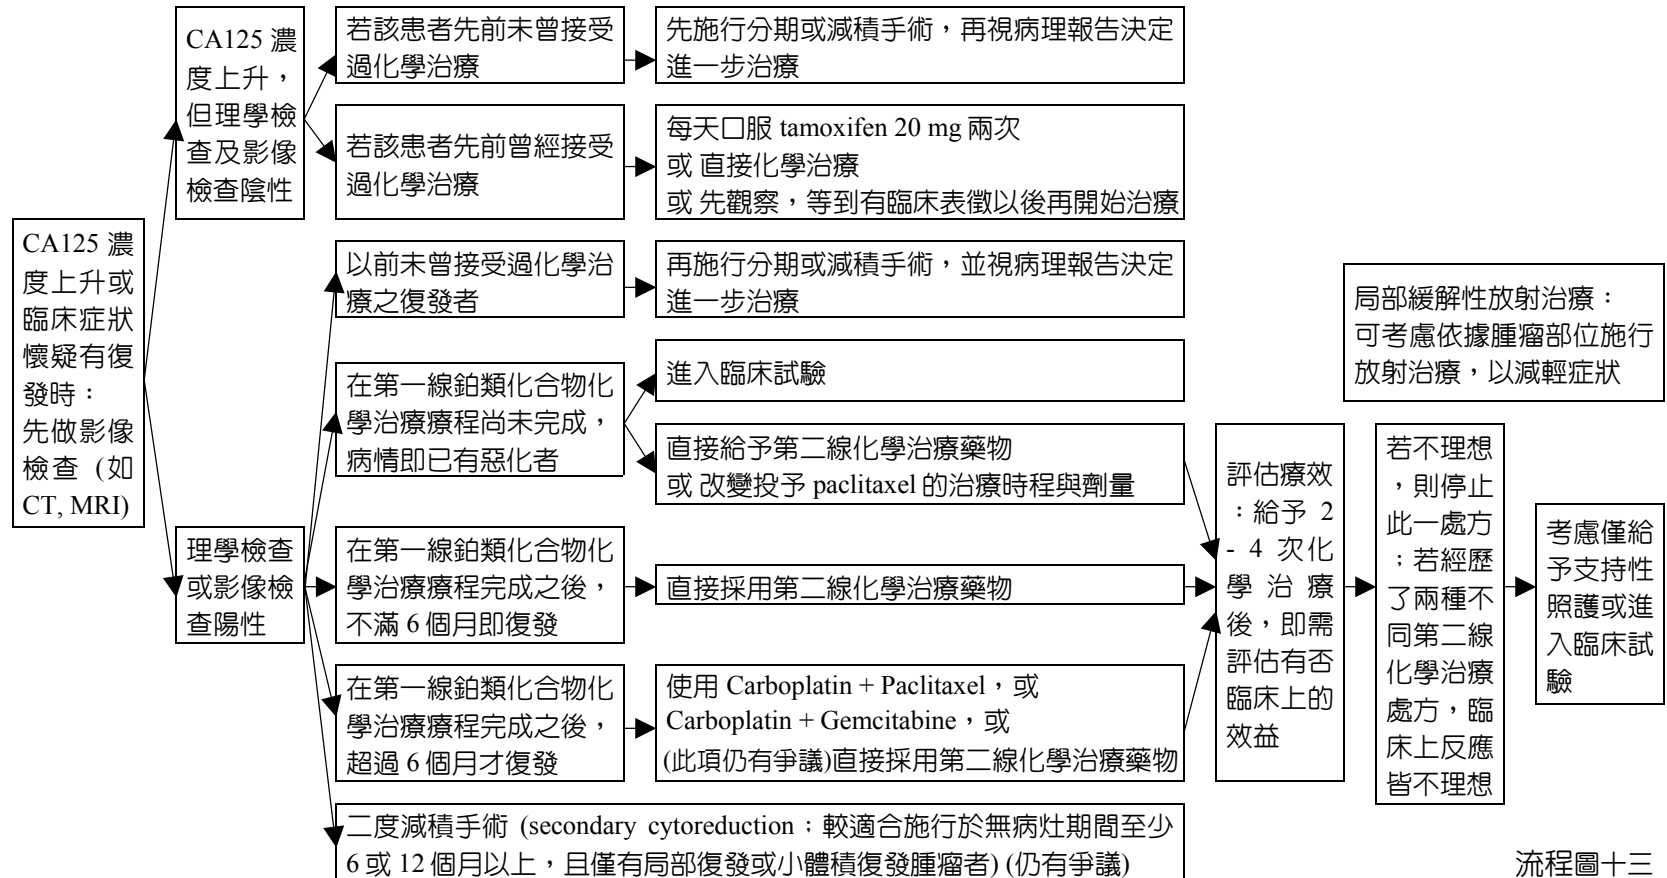 CA125 濃
度上升或
臨床症狀
懷疑有復
發時：
先做影像
檢查 (如
CT, MRI)
CA125 濃
度上升，
但理學檢
查及影像
檢查陰性
若該患者先前未曾接受
過化學治療
先施行分期或減積手術，再視病理報告決定
進一步治療
若該患者先前曾經接受
過化學治療
每天口服 tamoxifen 20 mg 兩次
或 直接化學治療
或 先觀察，等到有臨床表徵以後再開始治療
理學檢查
或影像檢
查陽性
以前未曾接受過化學治
療之復發者
再施行分期或減積手術，並視病理報告決定
進一步治療
在第一線鉑類化合物化
學治療療程尚未完成，
病情即已有惡化者
進入臨床試驗
直接給予第二線化學治療藥物
或 改變投予 paclitaxel 的治療時程與劑量
在第一線鉑類化合物化
學治療療程完成之後，
不滿 6 個月即復發
直接採用第二線化學治療藥物
在第一線鉑類化合物化
學治療療程完成之後，
超過 6 個月才復發
使用 Carboplatin + Paclitaxel，或
Carboplatin + Gemcitabine，或
(此項仍有爭議)直接採用第二線化學治療藥物
二度減積手術 (secondary cytoreduction：較適合施行於無病灶期間至少
6 或 12 個月以上，且僅有局部復發或小體積復發腫瘤者) (仍有爭議)
評估療效
：給予 2
- 4 次化
學 治 療
後，即需
評估有否
臨床上的
效益
若不理想
，則停止
此一處方
；若經歷
了兩種不
同第二線
化學治療
處方，臨
床上反應
皆不理想
考慮僅給
予支持性
照護或進
入臨床試
驗
局部緩解性放射治療：
可考慮依據腫瘤部位施行
放射治療，以減輕症狀
流程圖十三